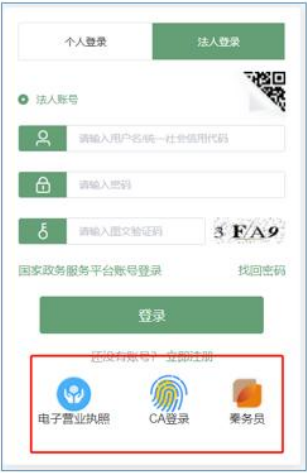 个人登录 法人登录
法人账号
请输入用户名/统一社会信用代码
请输入密码
请输入图文验证码 3 FA9
国家政务服务平台账号登录 找回密码
登录
还没有账号？ 立即注册
电子营业执照 CA登录 秦务员